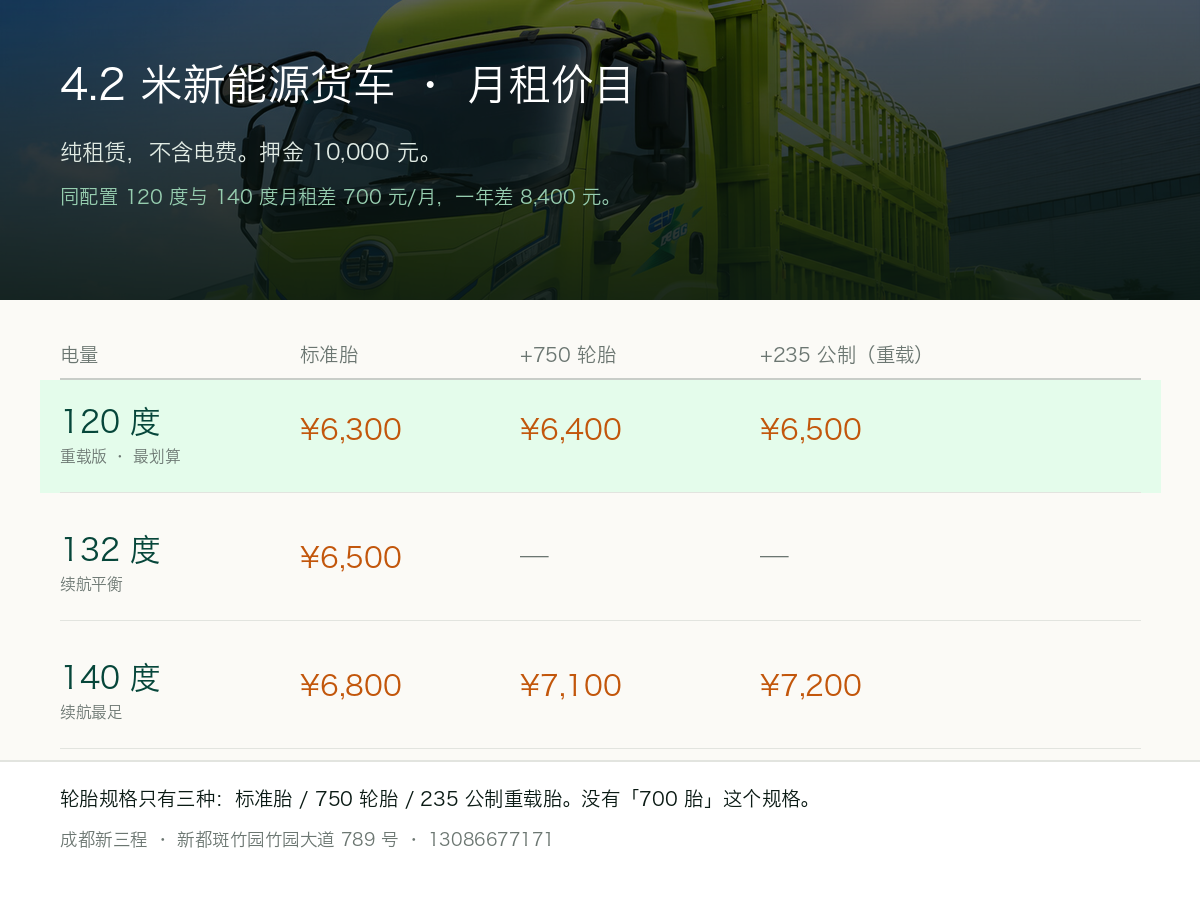 4.2 米新能源货车 · 月租价目
纯租赁，不含电费。押金 10,000 元。
同配置 120 度与 140 度月租差 700 元/月，一年差 8,400 元。
电量 标准胎 +750 轮胎 +235 公制（重载）
120 度 ¥6,300 ¥6,400 ¥6,500
重载版 · 最划算
132 度 ¥6,500 — —
续航平衡
140 度 ¥6,800 ¥7,100 ¥7,200
续航最足
轮胎规格只有三种：标准胎 / 750 轮胎 / 235 公制重载胎。没有「700 胎」这个规格。
成都新三程 · 新都斑竹园竹园大道 789 号 · 13086677171